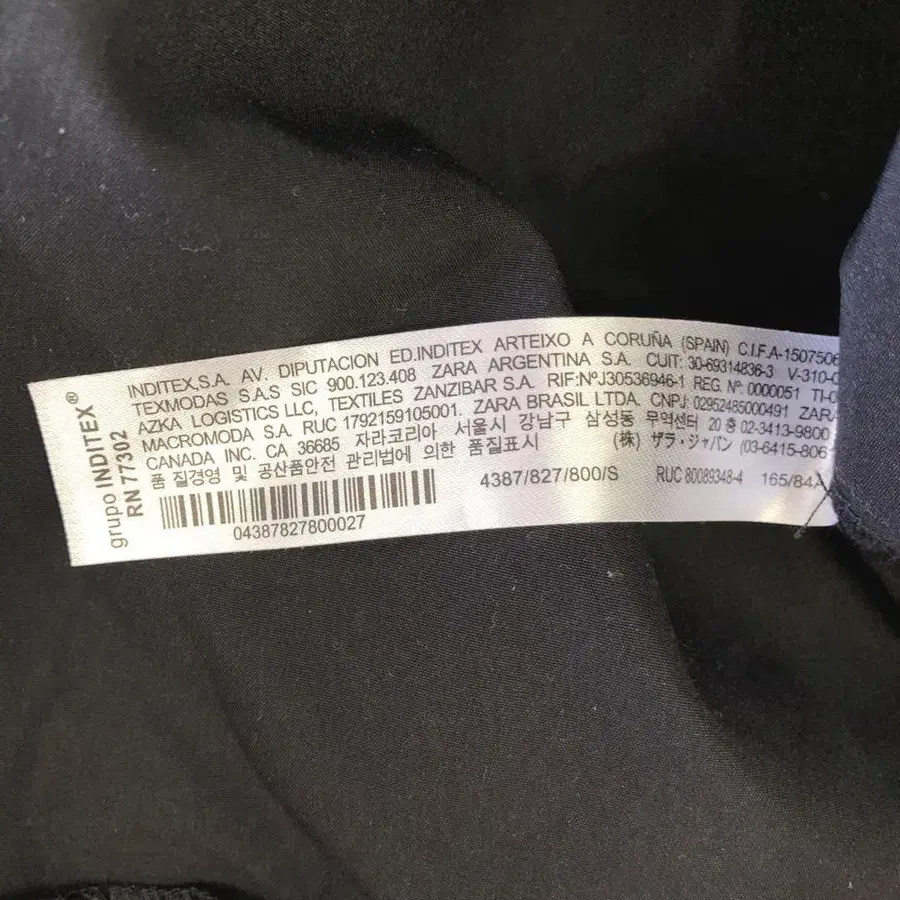 grupo INDITEX®
RN 77302
INDITEX,S.A. AV. DIPUTACION ED.INDITEX ARTEIXO A CORUÑA (SPAIN) C.I.F.A-1507506
TEXMODAS S.A.S SIC 900.123.408 ZARA ARGENTINA S.A. CUIT: 30-69314836-3 V-310-0
AZKA LOGISTICS LLC, TEXTILES ZANZIBAR S.A. RIF:NºJ30536946-1 REG. Nº 0000051 TI-0
MACROMODA S.A. RUC 1792159105001. ZARA BRASIL LTDA. CNPJ: 02952485000491 ZARA
CANADA INC. CA 36685 자라코리아 서울시 강남구 삼성동 무역센터 20 층 02-3413-9800
품 질경영 및 공산품안전 관리법에 의한 품질표시 (株) ザラ・ジャパン (03-6415-806
4387/827/800/S RUC 80089348-4 165/84A
04387827800027